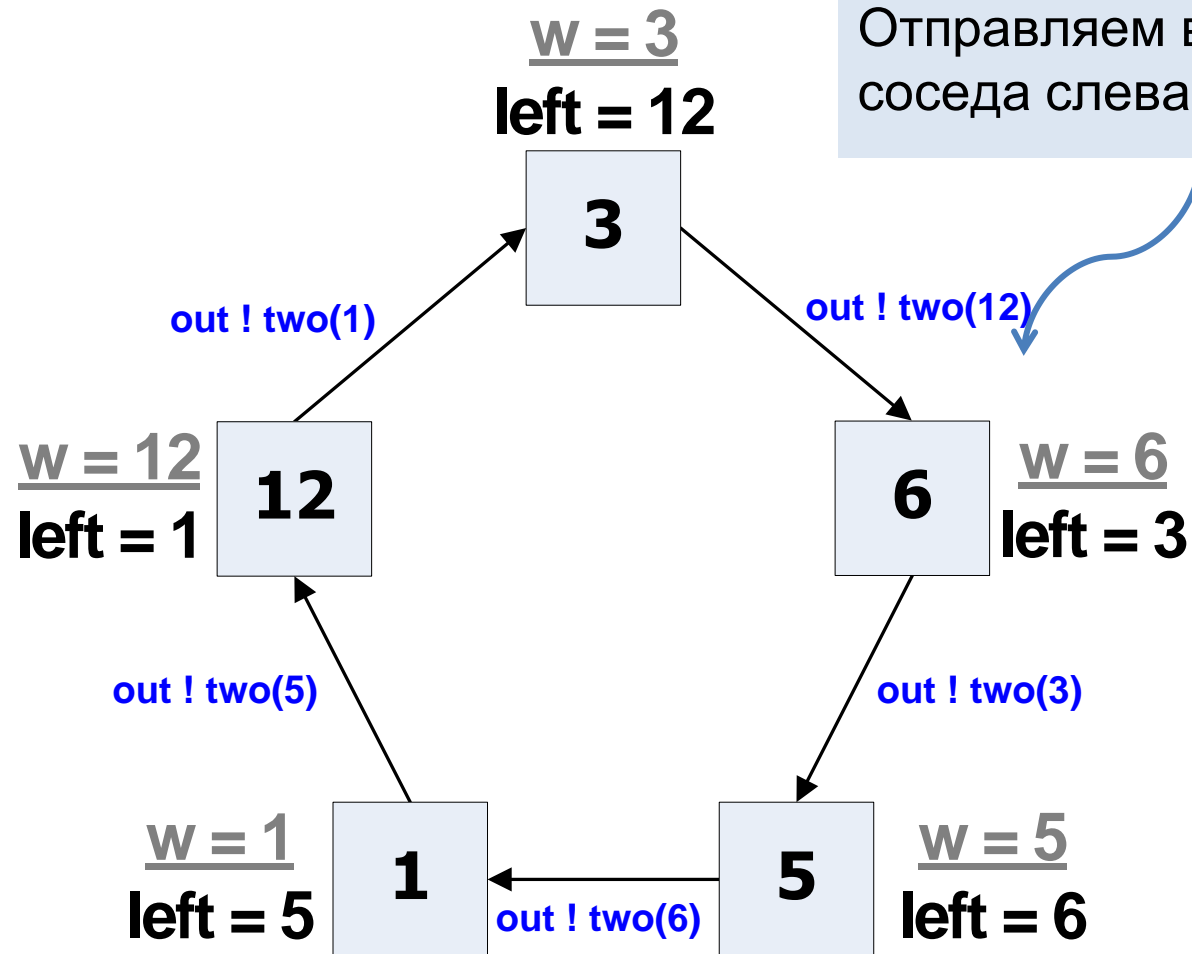 w = 3
left = 12
Отправляем
соседа слева
3
out ! two(1)
out ! two(12)
w = 12
left = 1
12
6
w = 6
left = 3
out ! two(5)
out ! two(3)
w = 1
left = 5
1
out ! two(6)
5
w = 5
left = 6